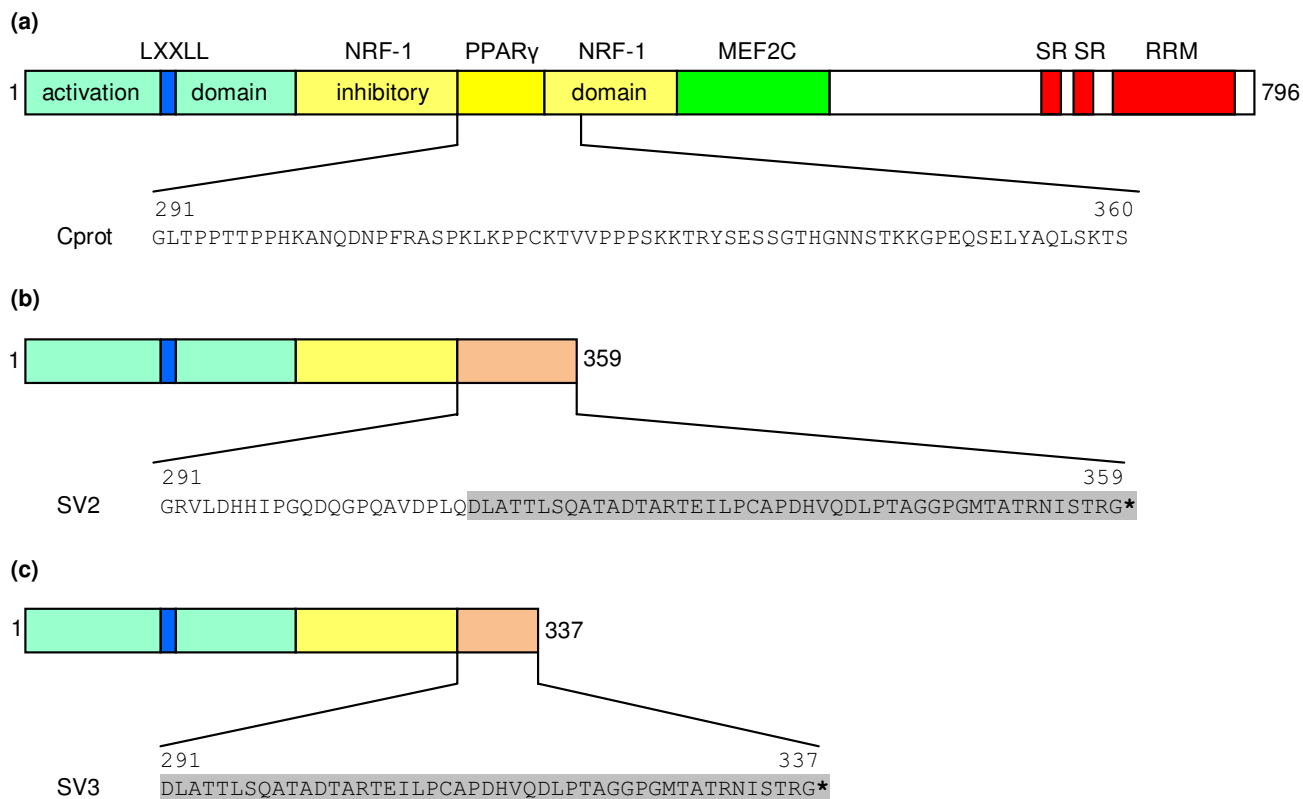 (a)
LXXLL NRF-1 PPARγ NRF-1 MEF2C SR SR RRM
1 activation domain inhibitory domain 796
291 360
Cprot GLTPPTTPPHKANQDNPFRASPKLKPPCKTVVPPPSKKTRYSESSGTHGNNSTKKGPEQSELYAQLSKTS
(b)
1 359
291 359
SV2 GRVLDHHIPGQDQGPQAVDPLQDLATTLSQATADTARTEILPCAPDHVQDLPTAGGPGMTATRNISTRG*
(c)
1 337
291 337
SV3 DLATTLSQATADTARTEILPCAPDHVQDLPTAGGPGMTATRNISTRG*